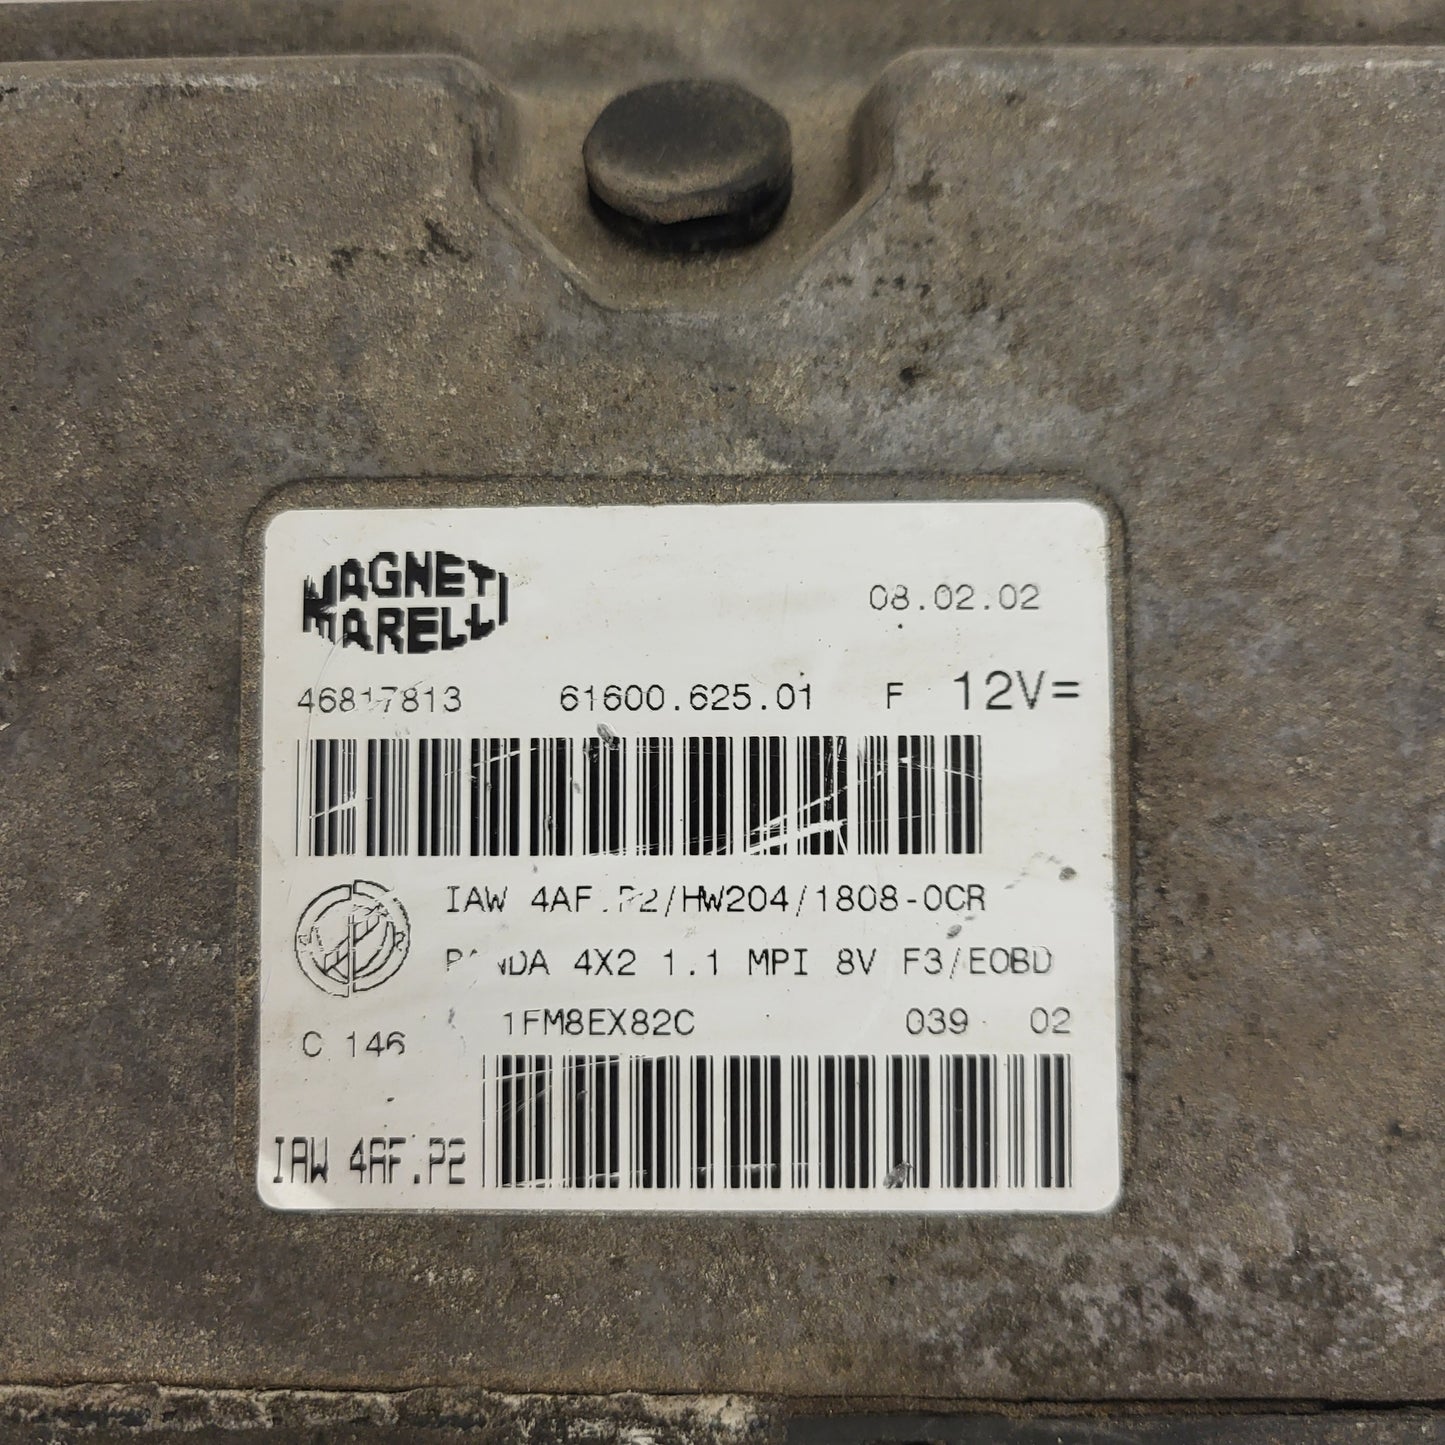 MAGNETI
MARELLI
08.02.02
46817813 61600.625.01 F 12V=
IAW 4AF.P2/HW204/1808-0CR
PANDA 4X2 1.1 MPI 8V F3/EOBD
1FM8EX82C 039 02
C 146
IAW 4AF.P2